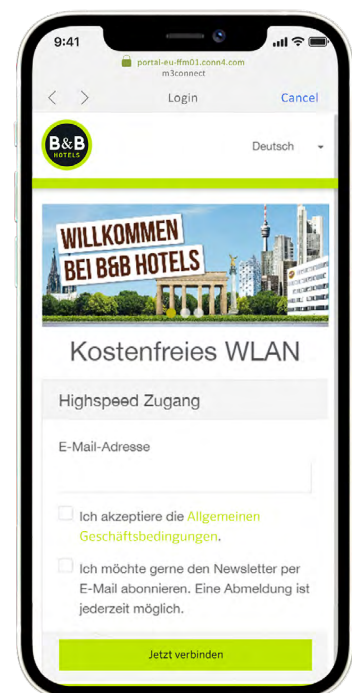 9:41
portal-eu-ffm01.conn4.com
m3connect
Login
Cancel
B&B
HOTELS
Deutsch
WILLKOMMEN
BEI B&B HOTELS
Kostenfreies WLAN
Highspeed Zugang
E-Mail-Adresse
Ich akzeptiere die Allgemeinen
Geschäftsbedingungen.
Ich möchte gerne den Newsletter per
E-Mail abonnieren. Eine Abmeldung ist
jederzeit möglich.
Jetzt verbinden